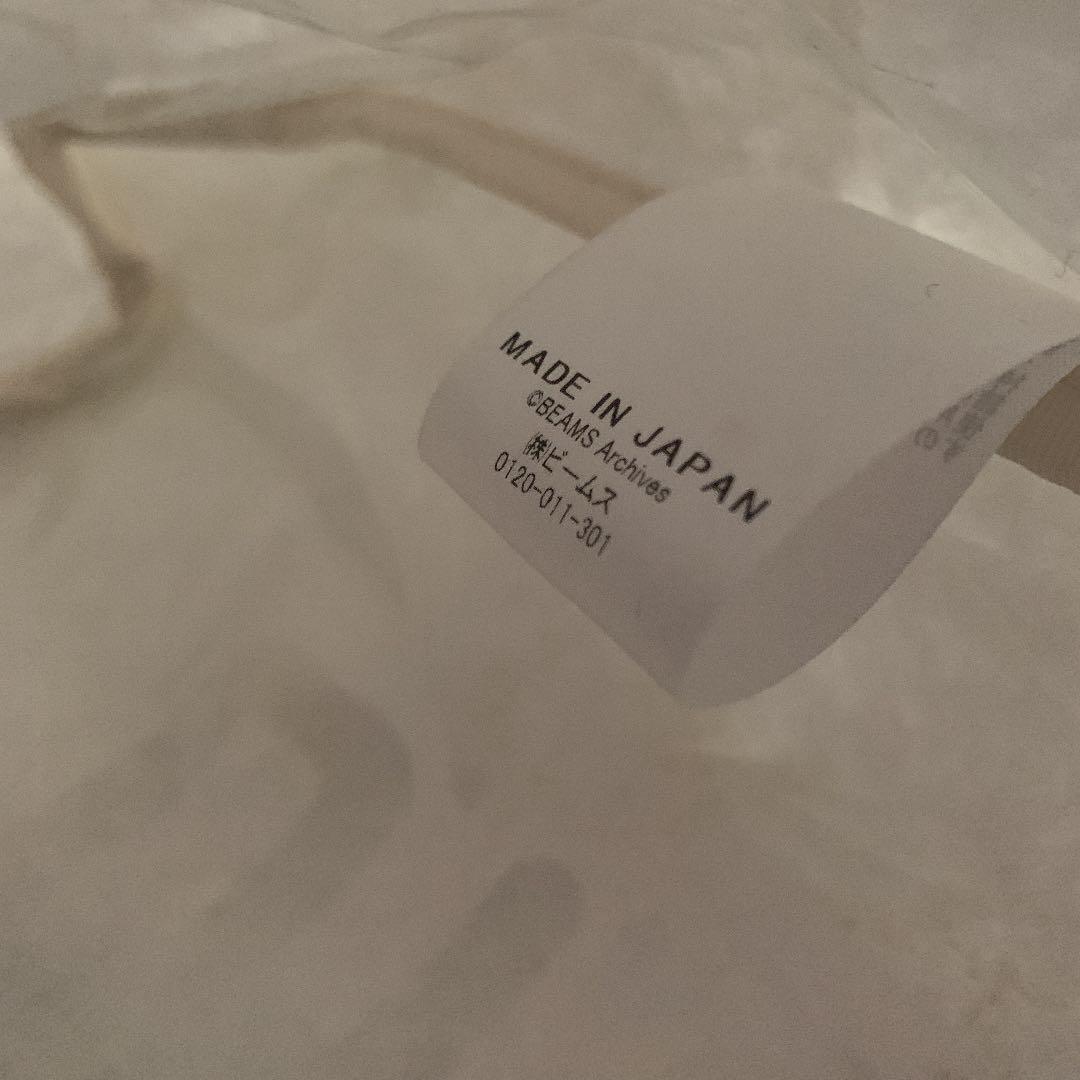 MADE IN JAPAN
©BEAMS Archives
㈱ビームス
0120-011-301